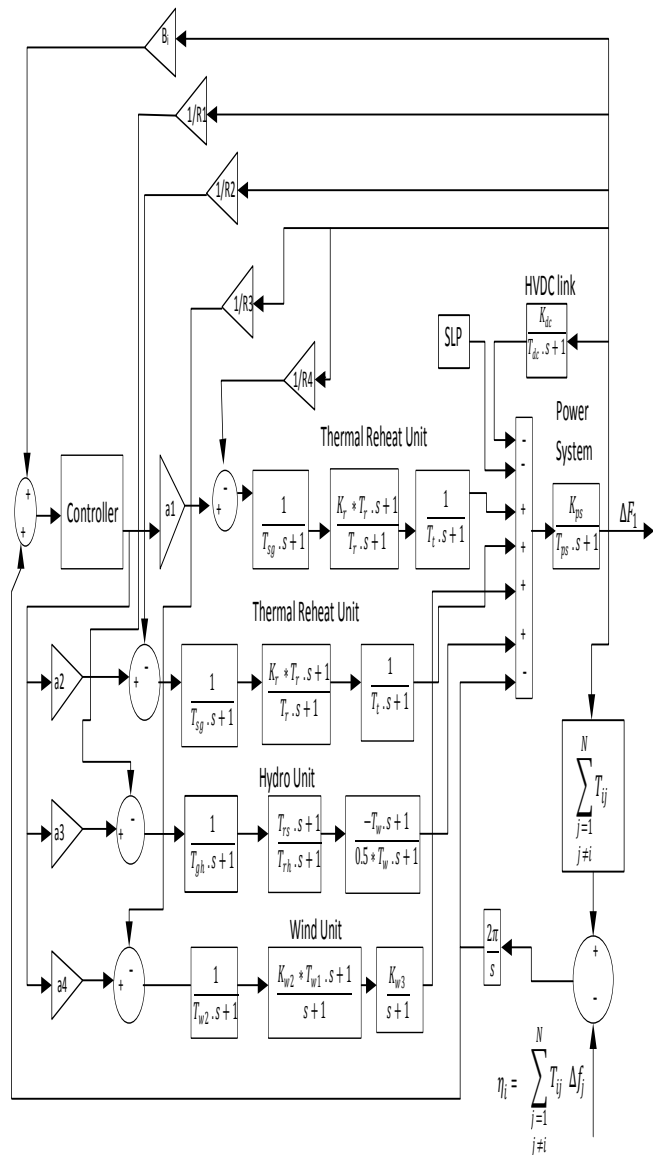 Bᵢ
1/R1
1/R2
1/R3
1/R4
HVDC link
K_dc
T_dc .s+1
SLP
Power
System
Thermal Reheat Unit
+
+
Controller
a1
-
+
1
T_sg .s+1
K_r *T_r .s+1
T_r .s+1
1
T_t .s+1
-
-
+
+
+
+
-
K_ps
T_ps .s+1
ΔF₁
Thermal Reheat Unit
a2
-
+
1
T_sg .s+1
K_r *T_r .s+1
T_r .s+1
1
T_t .s+1
N
∑ T_ij
j=1
j≠i
Hydro Unit
a3
-
+
1
T_gh .s+1
T_rs .s+1
T_rh .s+1
-T_w .s+1
0.5*T_w .s+1
Wind Unit
a4
-
+
1
T_w2 .s+1
K_w2 *T_w1 .s+1
s+1
K_w3
s+1
2π
s
+
-
N
η_i = ∑ T_ij Δf_j
j=1
j≠i